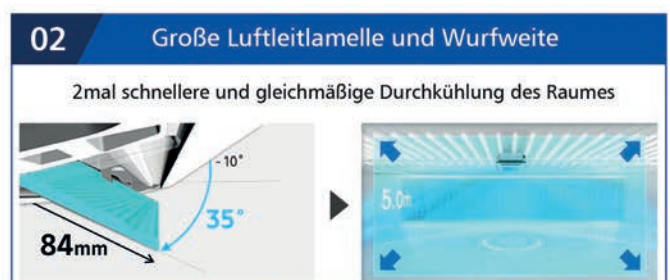 02
Große Luftleitlamelle und Wurfweite
2mal schnellere und gleichmäßige Durchkühlung des Raumes
- 10°
35°
84mm
5.0m